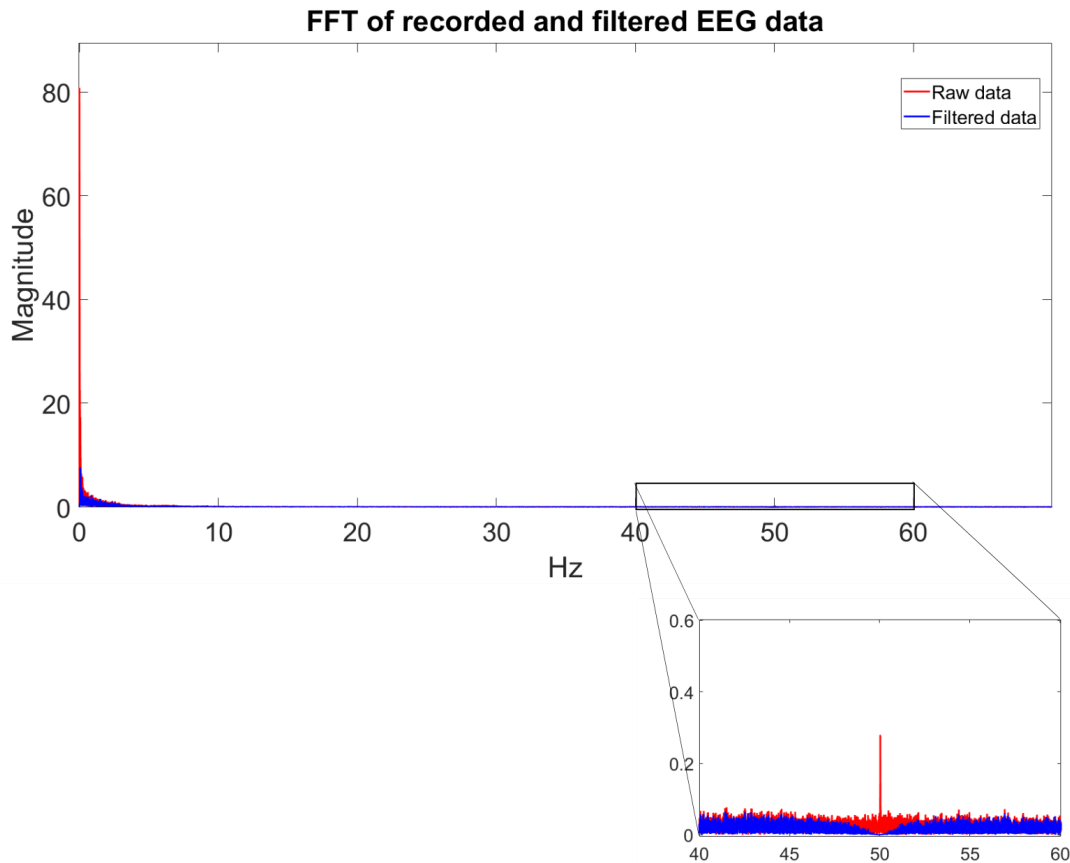 FFT of recorded and filtered EEG data
Raw data
Filtered data
80
60
40
20
0
Magnitude
0 10 20 30 40 50 60
Hz
0.6
0.4
0.2
0
40 45 50 55 60